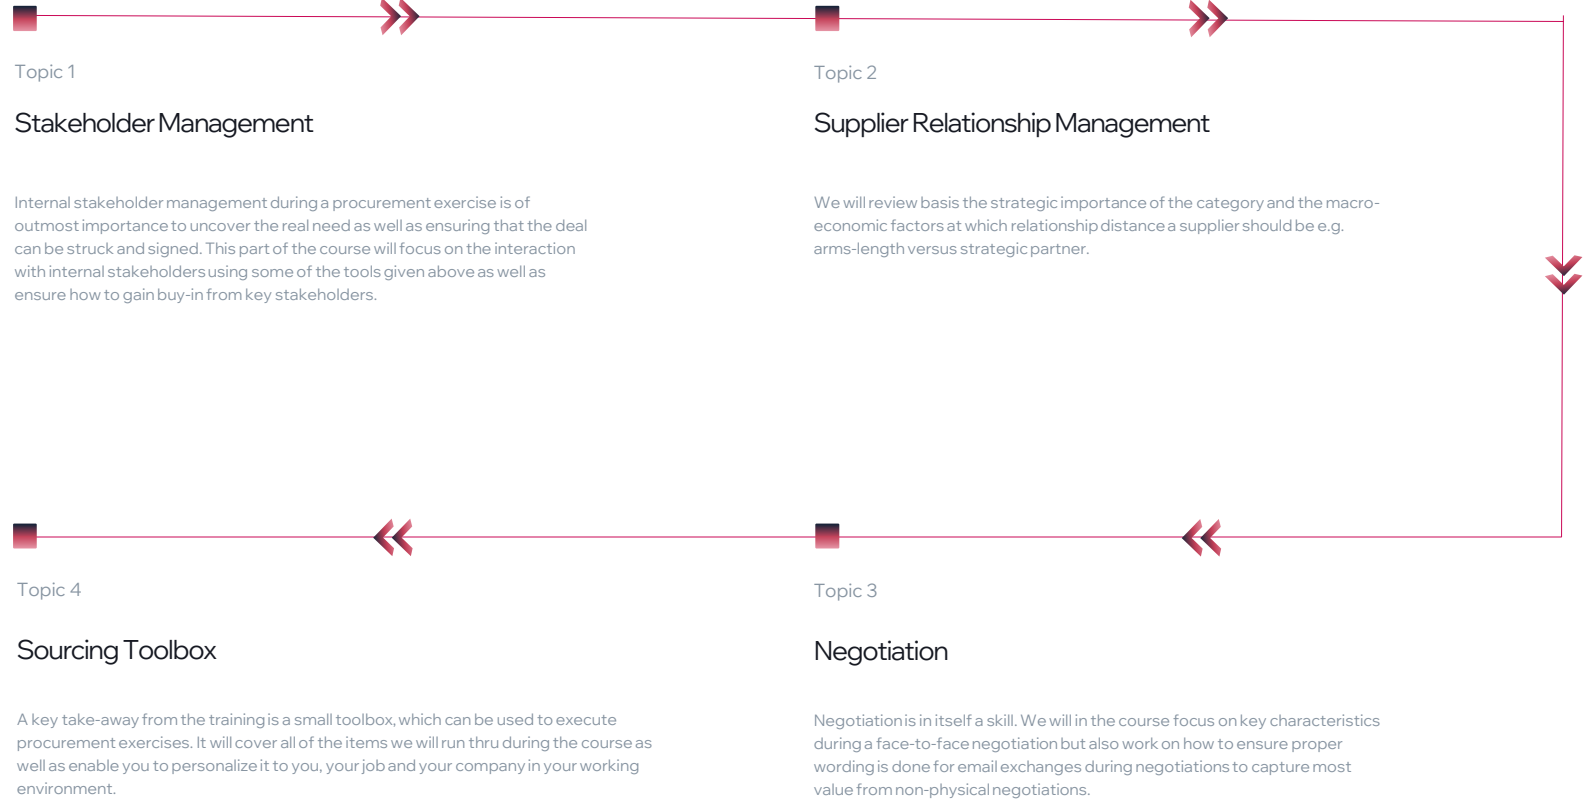 Topic 1
Stakeholder Management
Internal stakeholder management during a procurement exercise is of
outmost importance to uncover the real need as well as ensuring that the deal
can be struck and signed. This part of the course will focus on the interaction
with internal stakeholders using some of the tools given above as well as
ensure how to gain buy-in from key stakeholders.
Topic 2
Supplier Relationship Management
We will review basis the strategic importance of the category and the macro-
economic factors at which relationship distance a supplier should be e.g.
arms-length versus strategic partner.
Topic 3
Negotiation
Negotiation is in itself a skill. We will in the course focus on key characteristics
during a face-to-face negotiation but also work on how to ensure proper
wording is done for email exchanges during negotiations to capture most
value from non-physical negotiations.
Topic 4
Sourcing Toolbox
A key take-away from the training is a small toolbox, which can be used to execute
procurement exercises. It will cover all of the items we will run thru during the course as
well as enable you to personalize it to you, your job and your company in your working
environment.